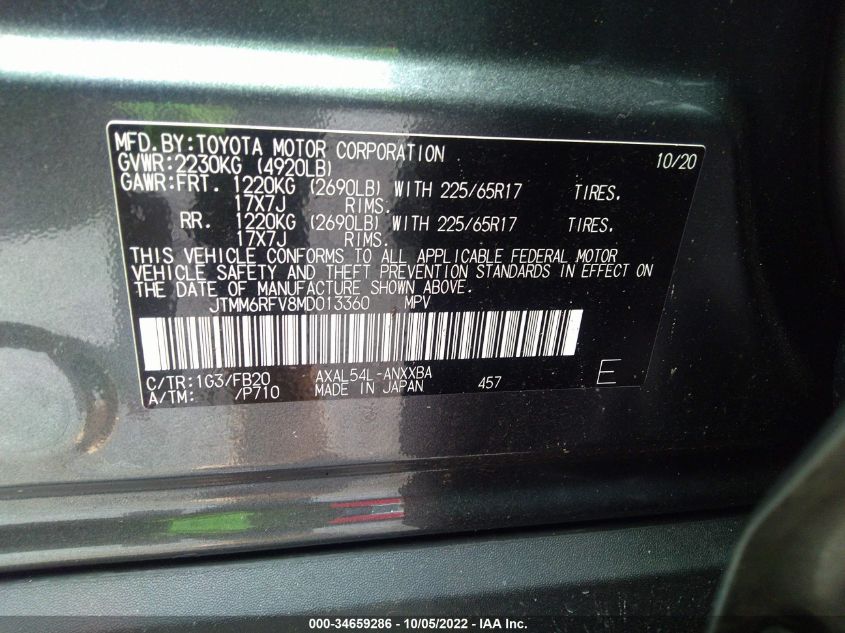 MFD.BY:TOYOTA MOTOR CORPORATION 10/20
GVWR:2230KG (4920LB)
GAWR:FRT. 1220KG (2690LB) WITH 225/65R17 TIRES.
17X7J RIMS.
RR. 1220KG (2690LB) WITH 225/65R17 TIRES.
17X7J RIMS.
THIS VEHICLE CONFORMS TO ALL APPLICABLE FEDERAL MOTOR
VEHICLE SAFETY AND THEFT PREVENTION STANDARDS IN EFFECT ON
THE DATE OF MANUFACTURE SHOWN ABOVE.
JTMM6RFV8MD013360 MPV
C/TR:1G3/FB20 AXAL54L-ANXXBA 457 E
A/TM: /P710 MADE IN JAPAN
000-34659286 - 10/05/2022 - IAA Inc.